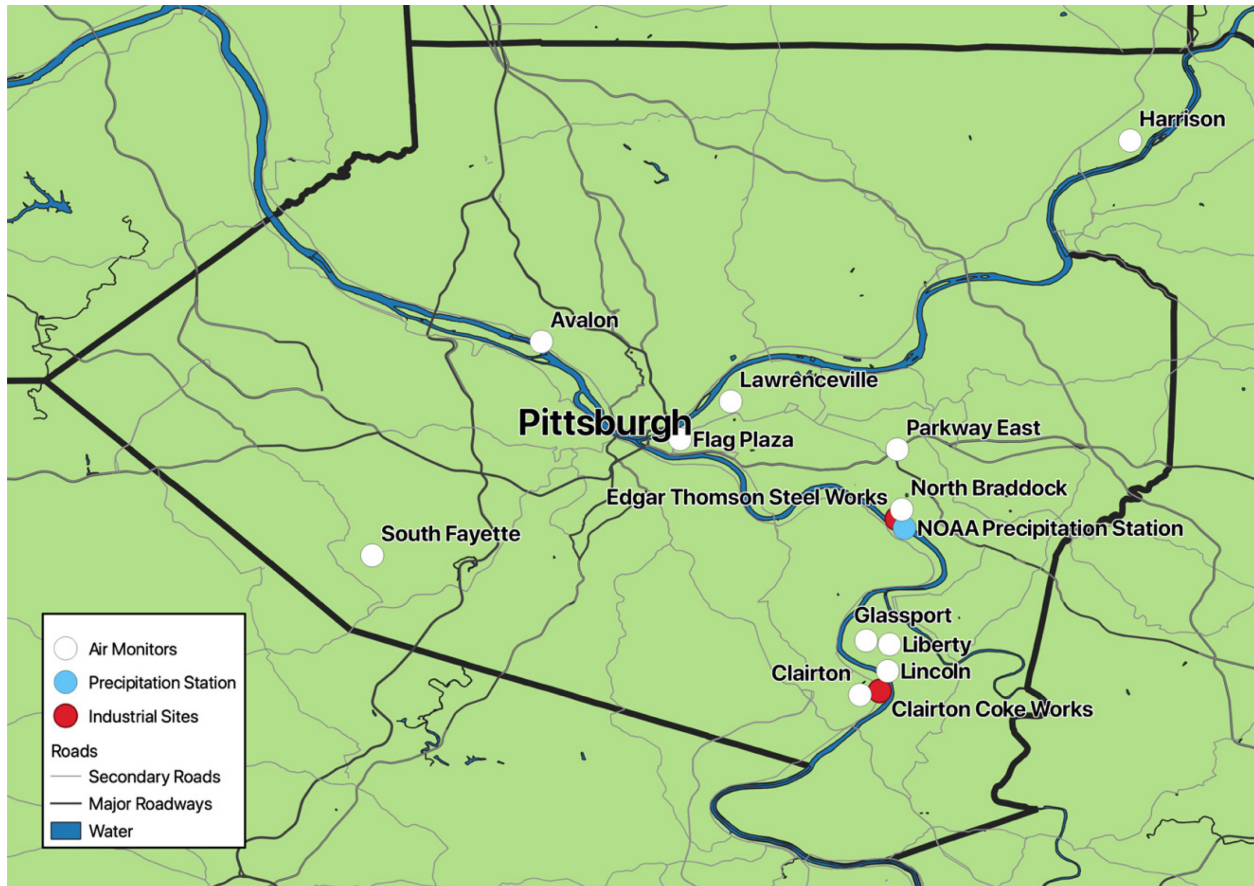 Harrison
Avalon
Lawrenceville
Pittsburgh
Flag Plaza
Parkway East
North Braddock
Edgar Thomson Steel Works
NOAA Precipitation Station
South Fayette
Glassport
Liberty
Lincoln
Clairton
Clairton Coke Works
Air Monitors
Precipitation Station
Industrial Sites
Roads
Secondary Roads
Major Roadways
Water